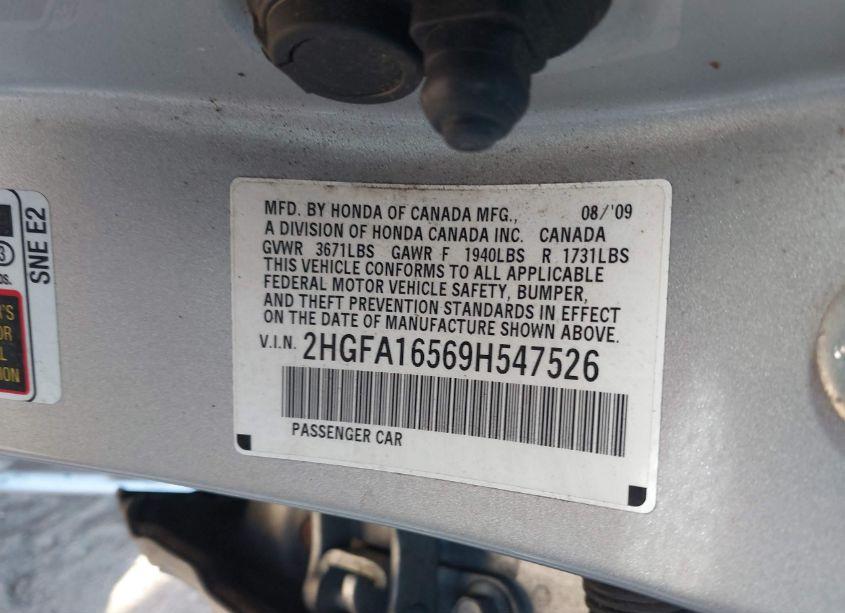 MFD. BY HONDA OF CANADA MFG., 08/'09
A DIVISION OF HONDA CANADA INC. CANADA
GVWR 3671LBS GAWR F 1940LBS R 1731LBS
THIS VEHICLE CONFORMS TO ALL APPLICABLE
FEDERAL MOTOR VEHICLE SAFETY, BUMPER,
AND THEFT PREVENTION STANDARDS IN EFFECT
ON THE DATE OF MANUFACTURE SHOWN ABOVE.
V.I.N. 2HGFA16569H547526
PASSENGER CAR
SNE E2